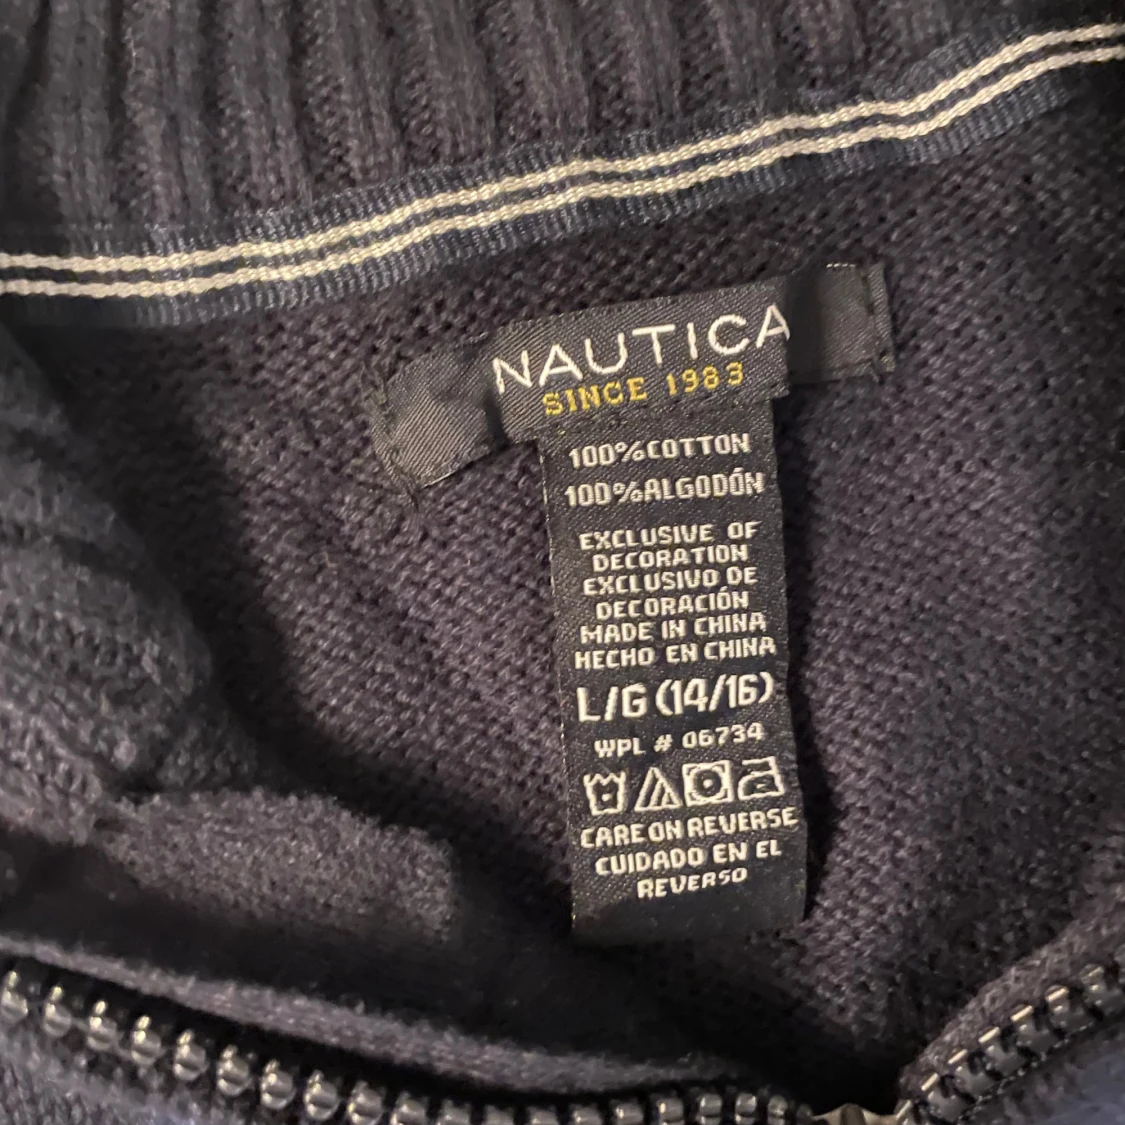 NAUTICA
SINCE 1983
100%COTTON
100%ALGODÓN
EXCLUSIVE OF
DECORATION
EXCLUSIVO DE
DECORACIÓN
MADE IN CHINA
HECHO EN CHINA
L/G (14/16)
WPL # 06734
CARE ON REVERSE
CUIDADO EN EL
REVERSO